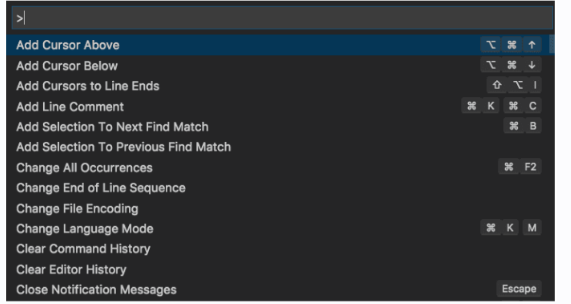 >
Add Cursor Above ⌥ ⌘ ↑
Add Cursor Below ⌥ ⌘ ↓
Add Cursors to Line Ends ⇧ ⌥ I
Add Line Comment ⌘ K ⌘ C
Add Selection To Next Find Match ⌘ B
Add Selection To Previous Find Match
Change All Occurrences ⌘ F2
Change End of Line Sequence
Change File Encoding
Change Language Mode ⌘ K M
Clear Command History
Clear Editor History
Close Notification Messages Escape